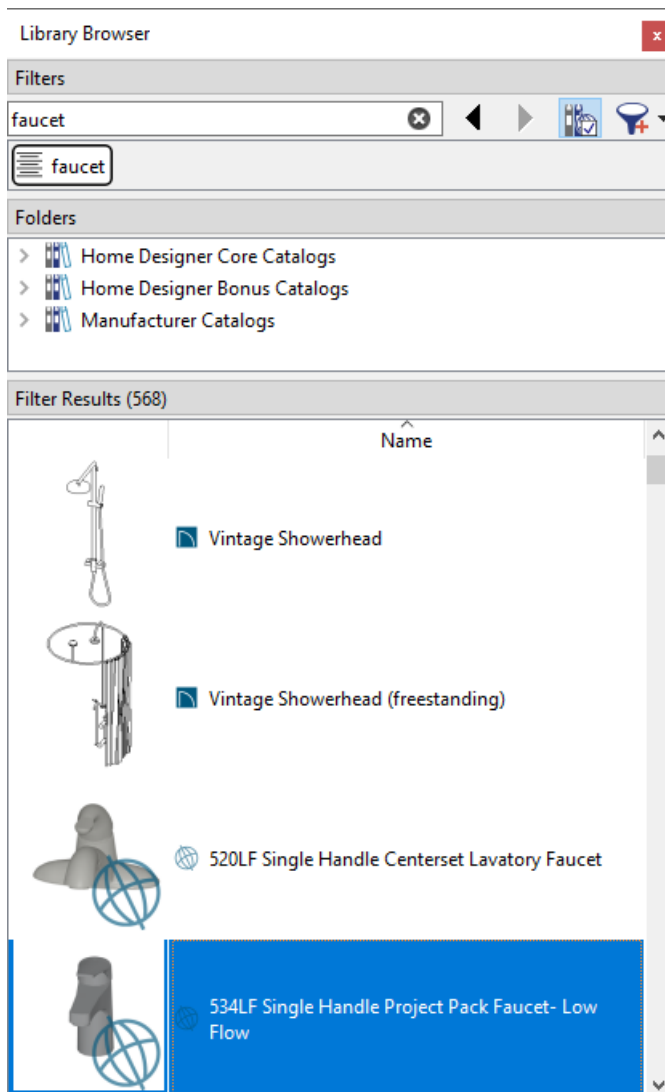 Library Browser
x
Filters
faucet
faucet
Folders
Home Designer Core Catalogs
Home Designer Bonus Catalogs
Manufacturer Catalogs
Filter Results (568)
Name
Vintage Showerhead
Vintage Showerhead (freestanding)
520LF Single Handle Centerset Lavatory Faucet
534LF Single Handle Project Pack Faucet- Low
Flow